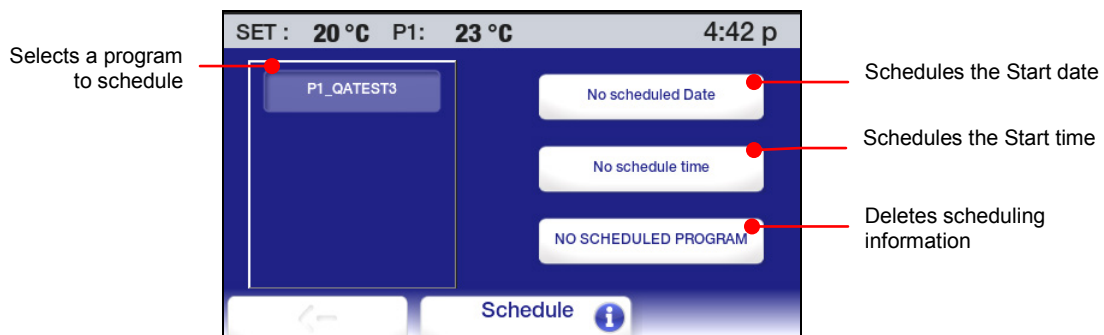 SET : 20 °C P1: 23 °C 4:42 p
Selects a program
to schedule
P1_QATEST3
No scheduled Date
Schedules the Start date
No schedule time
Schedules the Start time
NO SCHEDULED PROGRAM
Deletes scheduling
information
Schedule